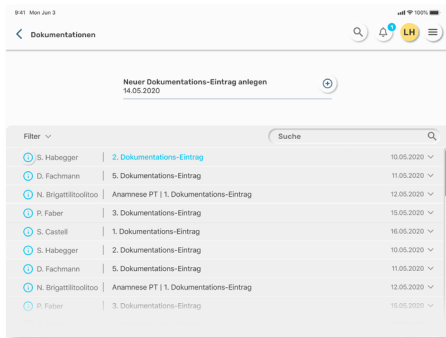 9:41 Mon Jun 3 100%
Dokumentationen 1 LH
Neuer Dokumentations-Eintrag anlegen
14.05.2020
Filter Suche
S. Habegger 2. Dokumentations-Eintrag 10.05.2020
D. Fachmann 5. Dokumentations-Eintrag 11.05.2020
N. Brigattilitoolitoo Anamnese PT | 1. Dokumentations-Eintrag 12.05.2020
P. Faber 3. Dokumentations-Eintrag 15.05.2020
S. Castell 1. Dokumentations-Eintrag 16.05.2020
S. Habegger 2. Dokumentations-Eintrag 10.05.2020
D. Fachmann 5. Dokumentations-Eintrag 11.05.2020
N. Brigattilitoolitoo Anamnese PT | 1. Dokumentations-Eintrag 12.05.2020
P. Faber 3. Dokumentations-Eintrag 15.05.2020